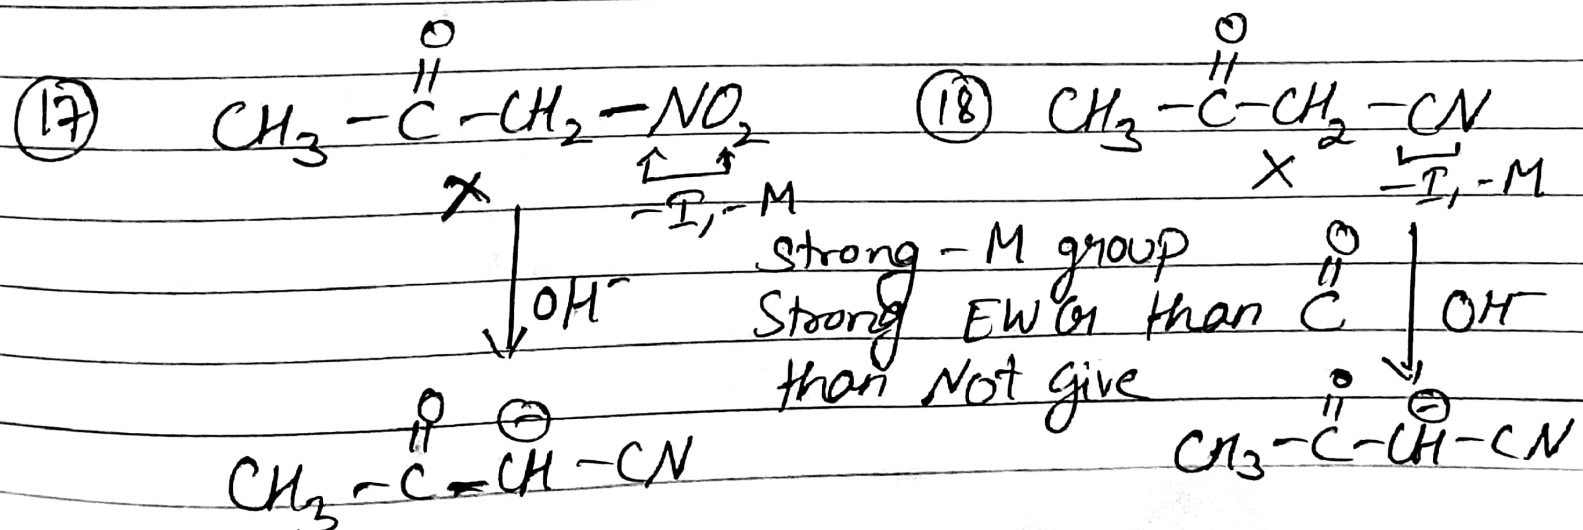 O O
⑰ CH₃ – C – CH₂ – NO₂ ⑱ CH₃ – C – CH₂ – CN
X –I, –M X –I, –M
Strong – M group O
OH⁻ Strong EWG than C OH⁻
than Not give
O ⊖ O ⊖
CH₃ – C – CH – CN CH₃ – C – CH – CN